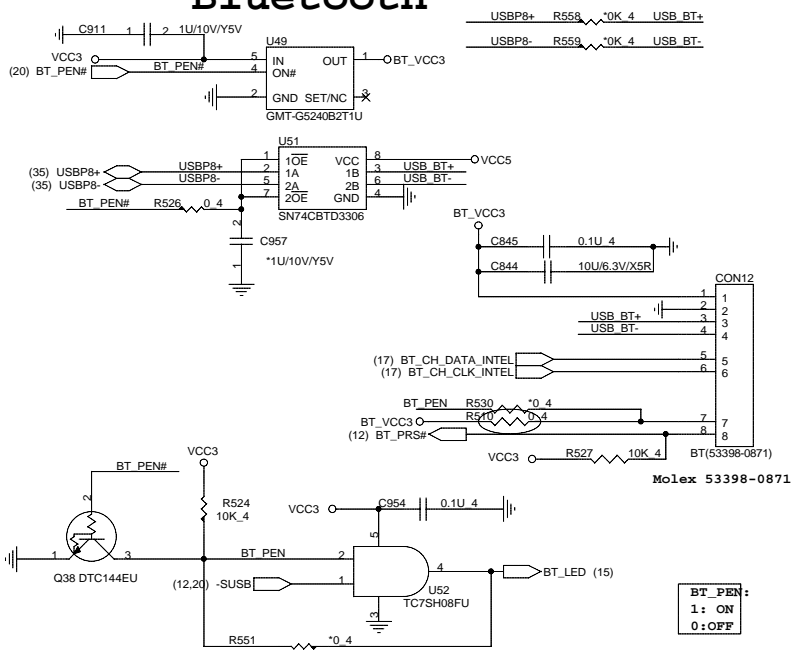 Bluetooth
C911 1 2 1U/10V/Y5V
USBP8+ R558 *0K_4 USB_BT+
USBP8- R559 *0K_4 USB_BT-
U49
VCC3
5 IN OUT 1 BT_VCC3
(20) BT_PEN# BT_PEN# 4 ON#
2 GND SET/NC 3
GMT-G5240B2T1U
U51
1 1OE VCC 8 VCC5
(35) USBP8+ USBP8+ 2 1A 1B 3 USB_BT+
(35) USBP8- USBP8- 5 2A 2B 6 USB_BT-
7 2OE GND 4
BT_PEN# R526 0_4
SN74CBTD3306
2
C957
1 *1U/10V/Y5V
BT_VCC3
C845 0.1U_4
C844 10U/6.3V/X5R
CON12
1 1
2 2
USB_BT+ 3 3
USB_BT- 4 4
(17) BT_CH_DATA_INTEL 5 5
(17) BT_CH_CLK_INTEL 6 6
BT_PEN R530 *0_4
BT_VCC3 R510 0_4 7 7
(12) BT_PRS# 8 8
VCC3 R527 10K_4
BT(53398-0871)
Molex 53398-0871
VCC3
BT_PEN#
2
R524
10K_4
VCC3 C954 0.1U_4
5
1 3 BT_PEN 2
Q38 DTC144EU
(12,20) -SUSB 1
4 BT_LED (15)
U52
TC7SH08FU
3
R551 *0_4
BT_PEN:
1: ON
0:OFF